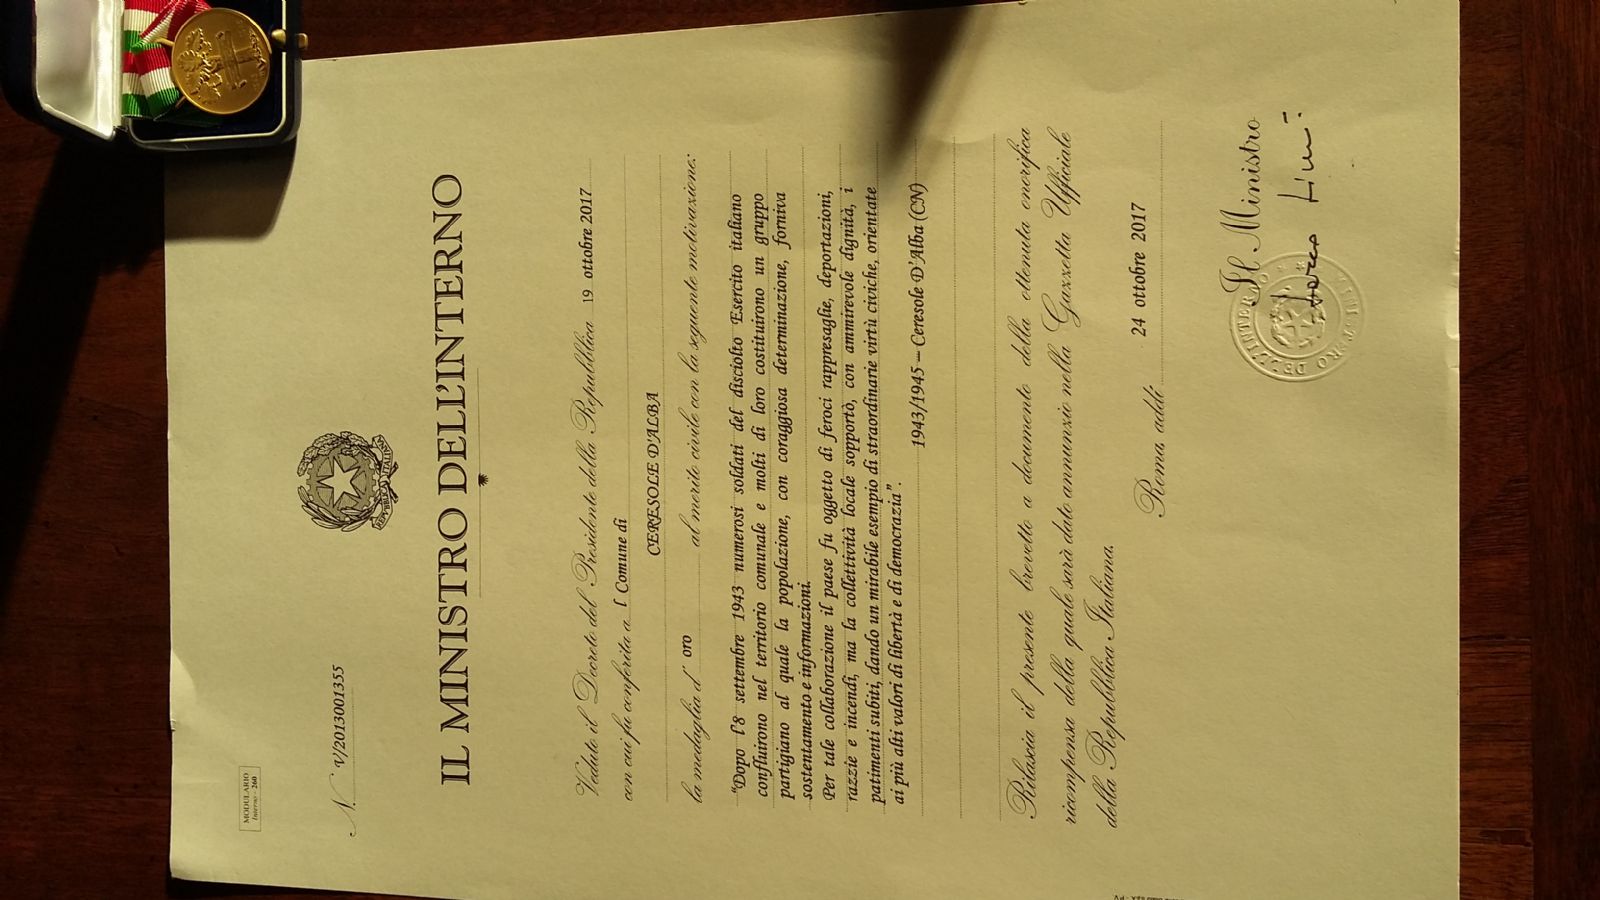 MODULARIO
Interno - 260
N. V/2013001355
REPVBBLICA ITALIANA
IL MINISTRO DELL'INTERNO
Veduto il Decreto del Presidente della Repubblica 19 ottobre 2017
con cui fu conferita a l Comune di
CERESOLE D'ALBA
la medaglia d' oro al merito civile con la seguente motivazione:
“Dopo l'8 settembre 1943 numerosi soldati del disciolto Esercito italiano
confluirono nel territorio comunale e molti di loro costituirono un gruppo
partigiano al quale la popolazione, con coraggiosa determinazione, forniva
sostentamento e informazioni.
Per tale collaborazione il paese fu oggetto di feroci rappresaglie, deportazioni,
razzie e incendi, ma la collettività locale sopportò, con ammirevole dignità, i
patimenti subiti, dando un mirabile esempio di straordinarie virtù civiche, orientate
ai più alti valori di libertà e di democrazia”.
1943/1945 – Ceresole D'Alba (CN)
Rilascia il presente brevetto a documento della ottenuta onorifica
ricompensa della quale sarà dato annunzio nella Gazzetta Ufficiale
della Repubblica Italiana.
Roma, addì 24 ottobre 2017
Il Ministro
MINISTERO DELL'INTERNO